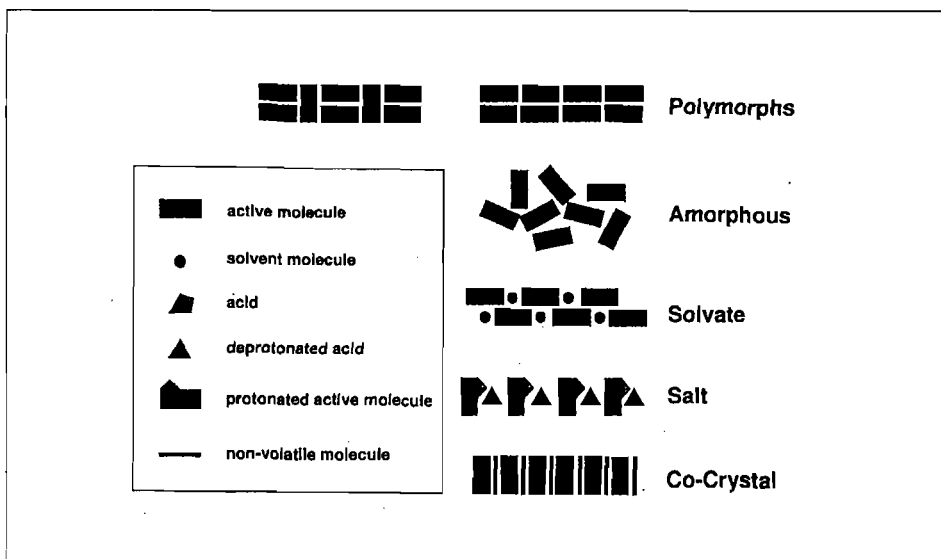 Polymorphs
active molecule
solvent molecule
acid
deprotonated acid
protonated active molecule
non-volatile molecule
Amorphous
Solvate
Salt
Co-Crystal